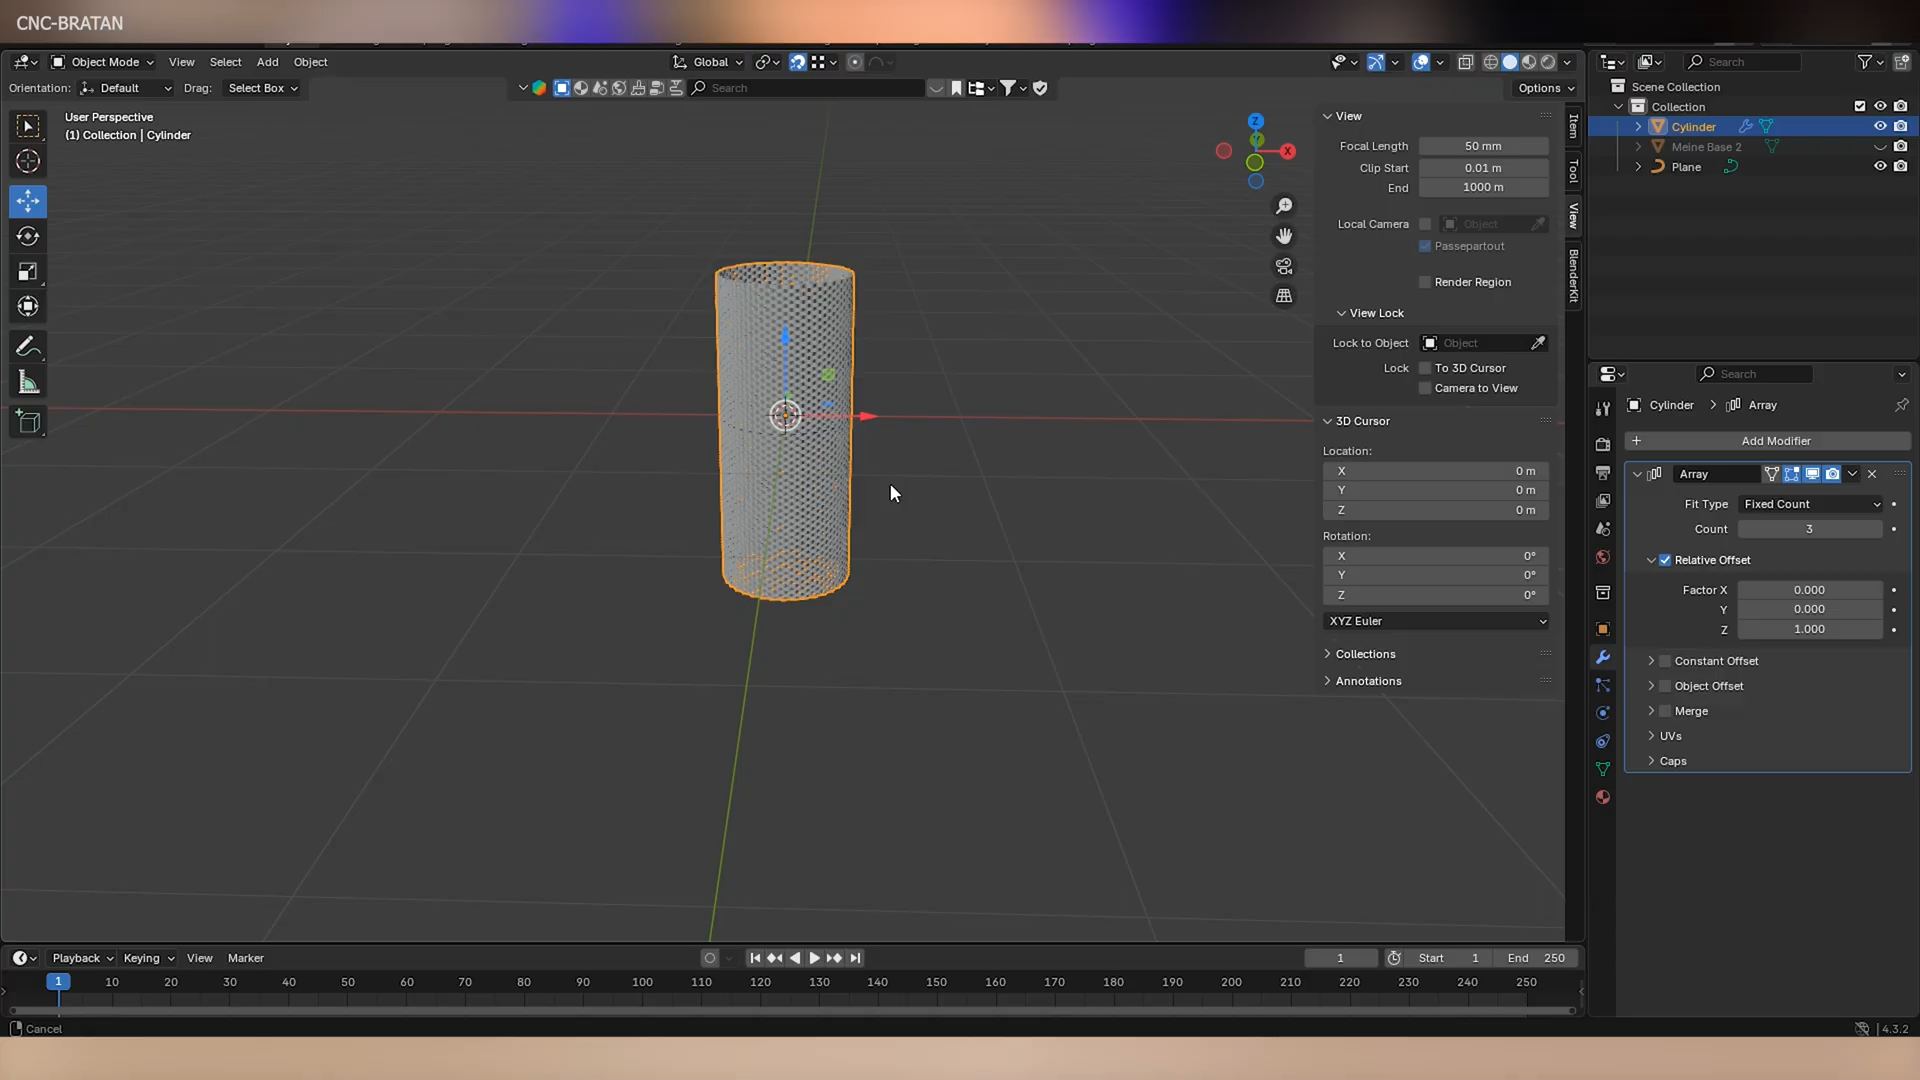 CNC-BRATAN
Object Mode View Select Add Object Global
Orientation: Default Drag: Select Box Search Options
User Perspective
(1) Collection | Cylinder
Z
X
View
Focal Length 50 mm
Clip Start 0.01 m
End 1000 m
Local Camera Object
Passepartout
Render Region
View Lock
Lock to Object Object
Lock To 3D Cursor
Camera to View
3D Cursor
Location:
X 0 m
Y 0 m
Z 0 m
Rotation:
X 0°
Y 0°
Z 0°
XYZ Euler
Collections
Annotations
Item
Tool
View
BlenderKit
Search
Scene Collection
Collection
Cylinder
Meine Base 2
Plane
Search
Cylinder Array
Add Modifier
Array
Fit Type Fixed Count
Count 3
Relative Offset
Factor X 0.000
Y 0.000
Z 1.000
Constant Offset
Object Offset
Merge
UVs
Caps
Playback Keying View Marker 1 Start 1 End 250
1 10 20 30 40 50 60 70 80 90 100 110 120 130 140 150 160 170 180 190 200 210 220 230 240 250
Cancel 4.3.2